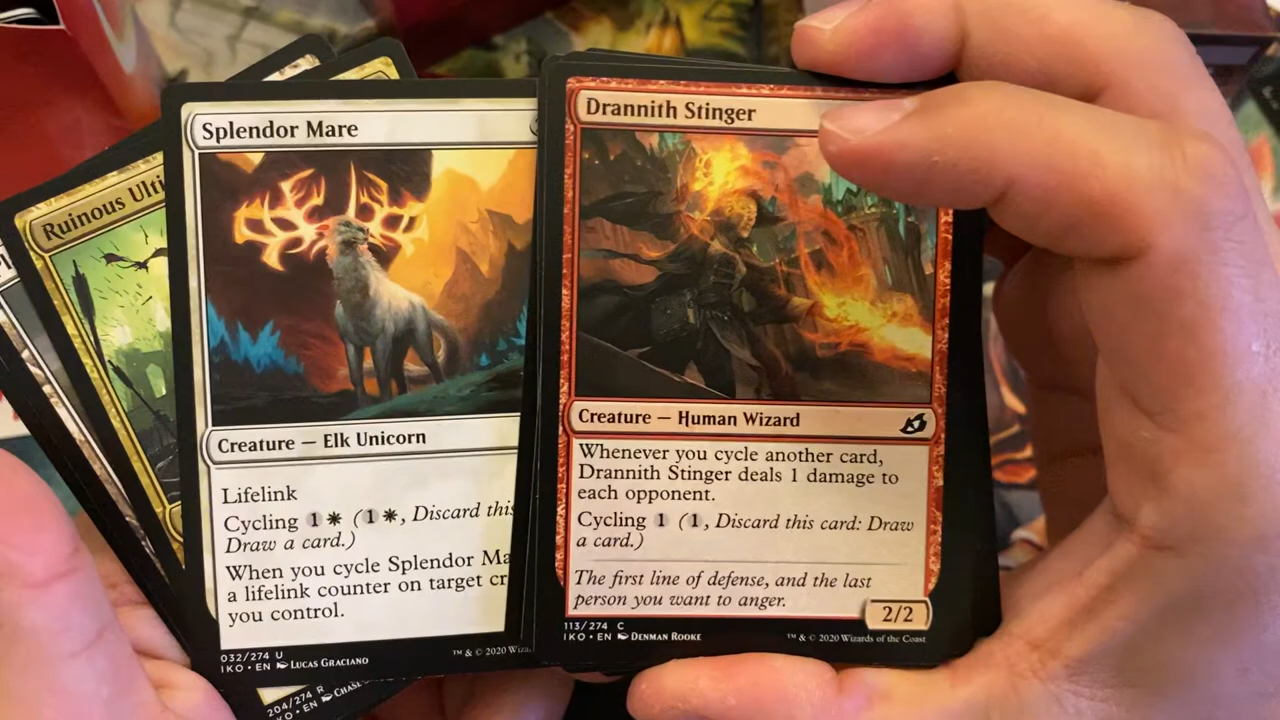 Ruinous Ulti
204/274 R
IKO • EN
Splendor Mare
Creature — Elk Unicorn
Lifelink
Cycling 1 (1, Discard this
Draw a card.)
When you cycle Splendor Ma
a lifelink counter on target cr
you control.
032/274 U
IKO • EN Lucas Graciano
™ & © 2020 Wiza
Drannith Stinger
Creature — Human Wizard
Whenever you cycle another card,
Drannith Stinger deals 1 damage to
each opponent.
Cycling 1 (1, Discard this card: Draw
a card.)
The first line of defense, and the last
person you want to anger.
2/2
113/274 C
IKO • EN Denman Rooke
™ & © 2020 Wizards of the Coast